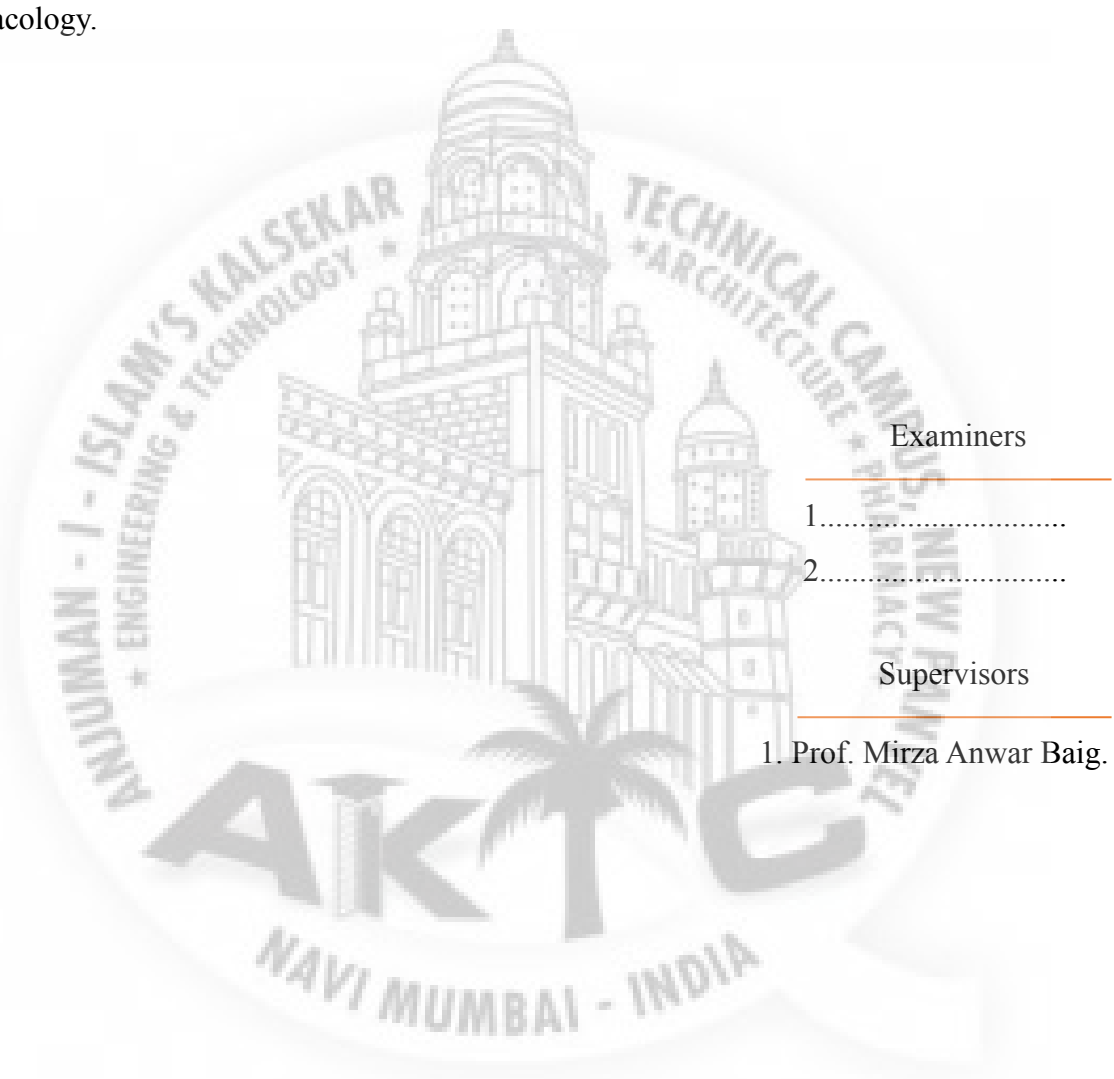 acology.
ANJUMAN - I - ISLAM'S KALSEKAR TECHNICAL CAMPUS, NEW PANVEL
* ENGINEERING & TECHNOLOGY * *ARCHITECTURE * PHARMACY
Examiners
1............................
2............................
Supervisors
1. Prof. Mirza Anwar Baig.
AKTC
NAVI MUMBAI - INDIA